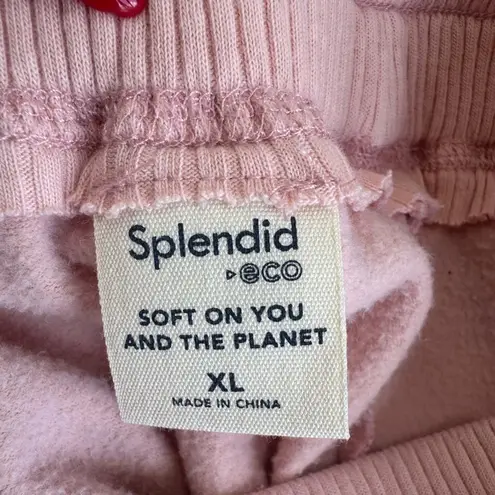 Splendid
eco
SOFT ON YOU
AND THE PLANET
XL
MADE IN CHINA